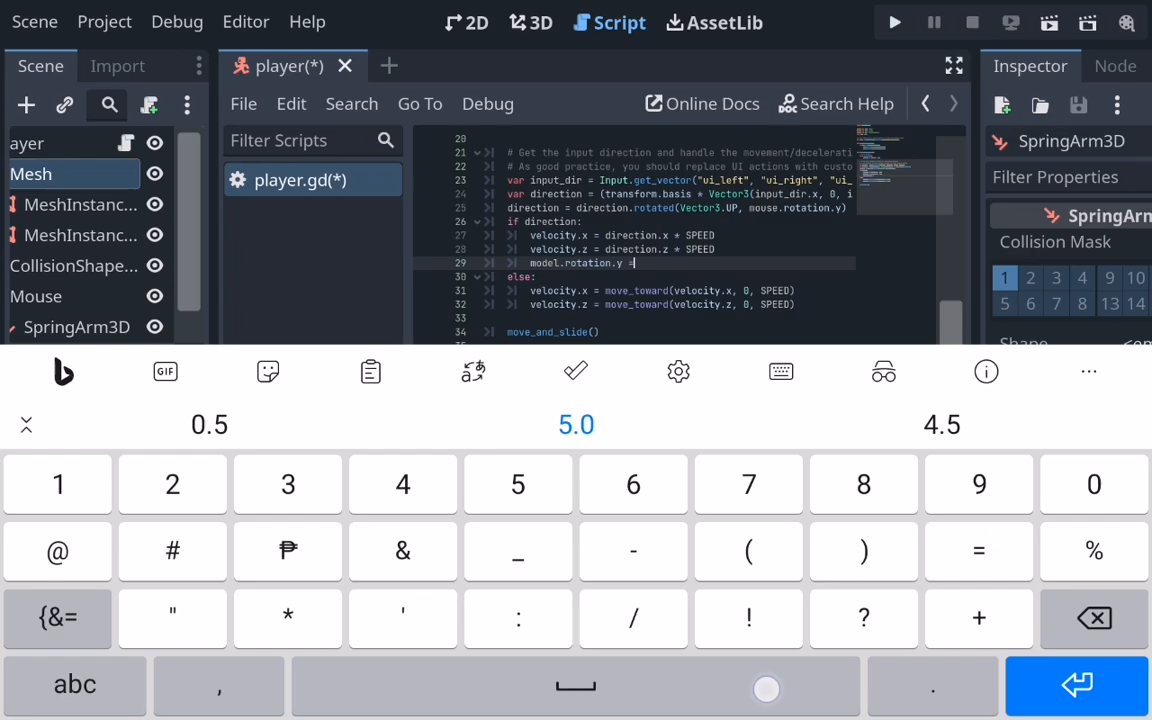 Scene Project Debug Editor Help 2D 3D Script AssetLib
Scene Import player(*) Inspector Node
File Edit Search Go To Debug Online Docs Search Help
ayer Filter Scripts SpringArm3D
Mesh player.gd(*) Filter Properties
MeshInstanc...
MeshInstanc...
CollisionShape...
Mouse
SpringArm3D
20
21 # Get the input direction and handle the movement/decelerati
22 # As good practice, you should replace UI actions with custo
23 var input_dir = Input.get_vector("ui_left", "ui_right", "ui_
24 var direction = (transform.basis * Vector3(input_dir.x, 0, i
25 direction = direction.rotated(Vector3.UP, mouse.rotation.y)
26 if direction:
27 velocity.x = direction.x * SPEED
28 velocity.z = direction.z * SPEED
29 model.rotation.y =
30 else:
31 velocity.x = move_toward(velocity.x, 0, SPEED)
32 velocity.z = move_toward(velocity.z, 0, SPEED)
33
34 move_and_slide()
SpringArm
Collision Mask
1 2 3 4 9 10
5 6 7 8 13 14
Shape
GIF
0.5 5.0 4.5
1 2 3 4 5 6 7 8 9 0
@ # ₱ & _ - ( ) = %
{&= " * ' : / ! ? +
abc , .